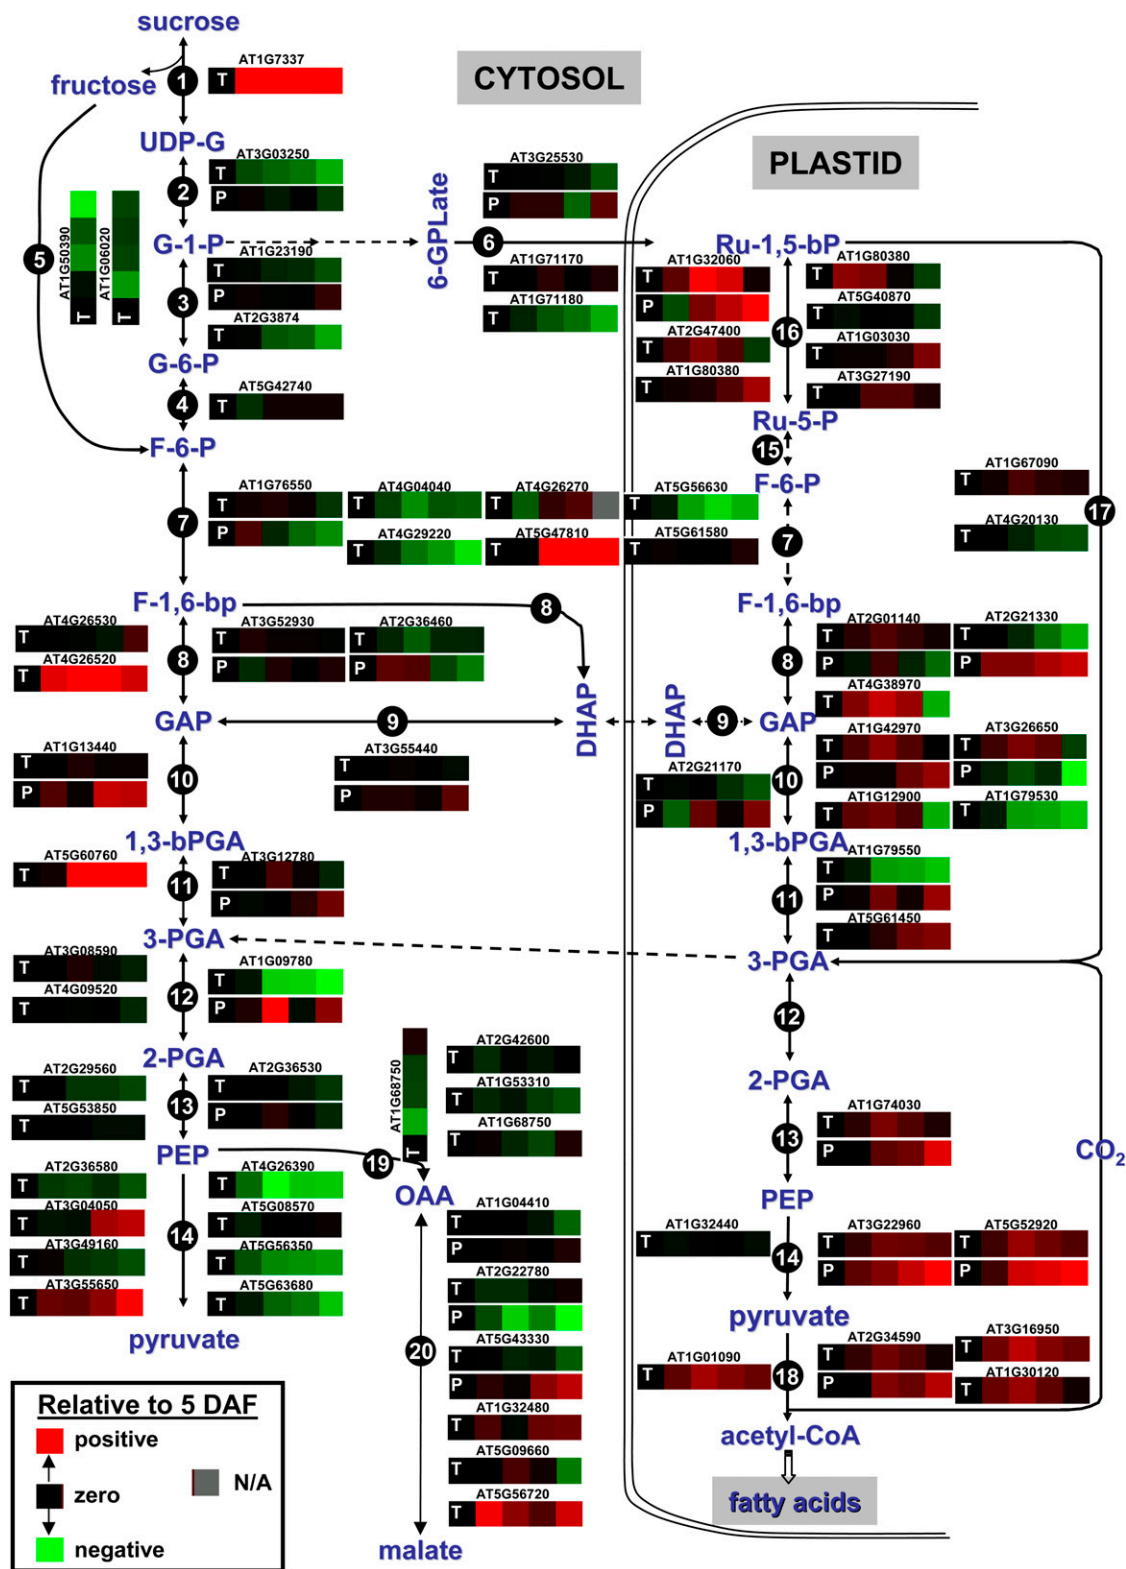 sucrose
fructose
1
AT1G7337
T
CYTOSOL
UDP-G
PLASTID
2
AT3G03250
T
P
AT3G25530
T
P
5
AT1G50390
T
AT1G06020
T
G-1-P
6-GPLate
6
Ru-1,5-bP
3
AT1G23190
T
P
AT2G3874
T
AT1G71170
T
AT1G71180
T
AT1G32060
T
P
AT2G47400
T
AT1G80380
T
16
AT1G80380
T
AT5G40870
T
AT1G03030
T
AT3G27190
T
G-6-P
4
AT5G42740
T
F-6-P
Ru-5-P
15
F-6-P
7
AT1G76550
T
P
AT4G04040
T
AT4G29220
T
AT4G26270
T
AT5G47810
T
AT5G56630
T
AT5G61580
T
7
AT1G67090
T
AT4G20130
T
17
F-1,6-bp
8
F-1,6-bp
AT4G26530
T
AT4G26520
T
8
AT3G52930
T
P
AT2G36460
T
P
8
AT2G01140
T
P
AT4G38970
T
AT2G21330
T
P
GAP
9
DHAP
DHAP
9
GAP
AT1G13440
T
P
10
AT3G55440
T
P
AT2G21170
T
P
10
AT1G42970
T
P
AT1G12900
T
AT3G26650
T
P
AT1G79530
T
1,3-bPGA
1,3-bPGA
AT5G60760
T
11
AT3G12780
T
P
11
AT1G79550
T
P
AT5G61450
T
3-PGA
3-PGA
AT3G08590
T
AT4G09520
T
12
AT1G09780
T
P
12
2-PGA
2-PGA
AT2G29560
T
AT5G53850
T
13
AT2G36530
T
P
AT1G68750
T
AT2G42600
T
AT1G53310
T
AT1G68750
T
13
AT1G74030
T
P
CO2
PEP
19
OAA
PEP
AT2G36580
T
AT3G04050
T
AT3G49160
T
AT3G55650
T
14
AT4G26390
T
AT5G08570
T
AT5G56350
T
AT5G63680
T
AT1G04410
T
P
AT2G22780
T
P
AT5G43330
T
P
AT1G32480
T
AT5G09660
T
AT5G56720
T
20
AT1G32440
T
14
AT3G22960
T
P
AT5G52920
T
P
pyruvate
pyruvate
AT1G01090
T
18
AT2G34590
T
P
AT3G16950
T
AT1G30120
T
acetyl-CoA
fatty acids
malate
Relative to 5 DAF
positive
zero
N/A
negative